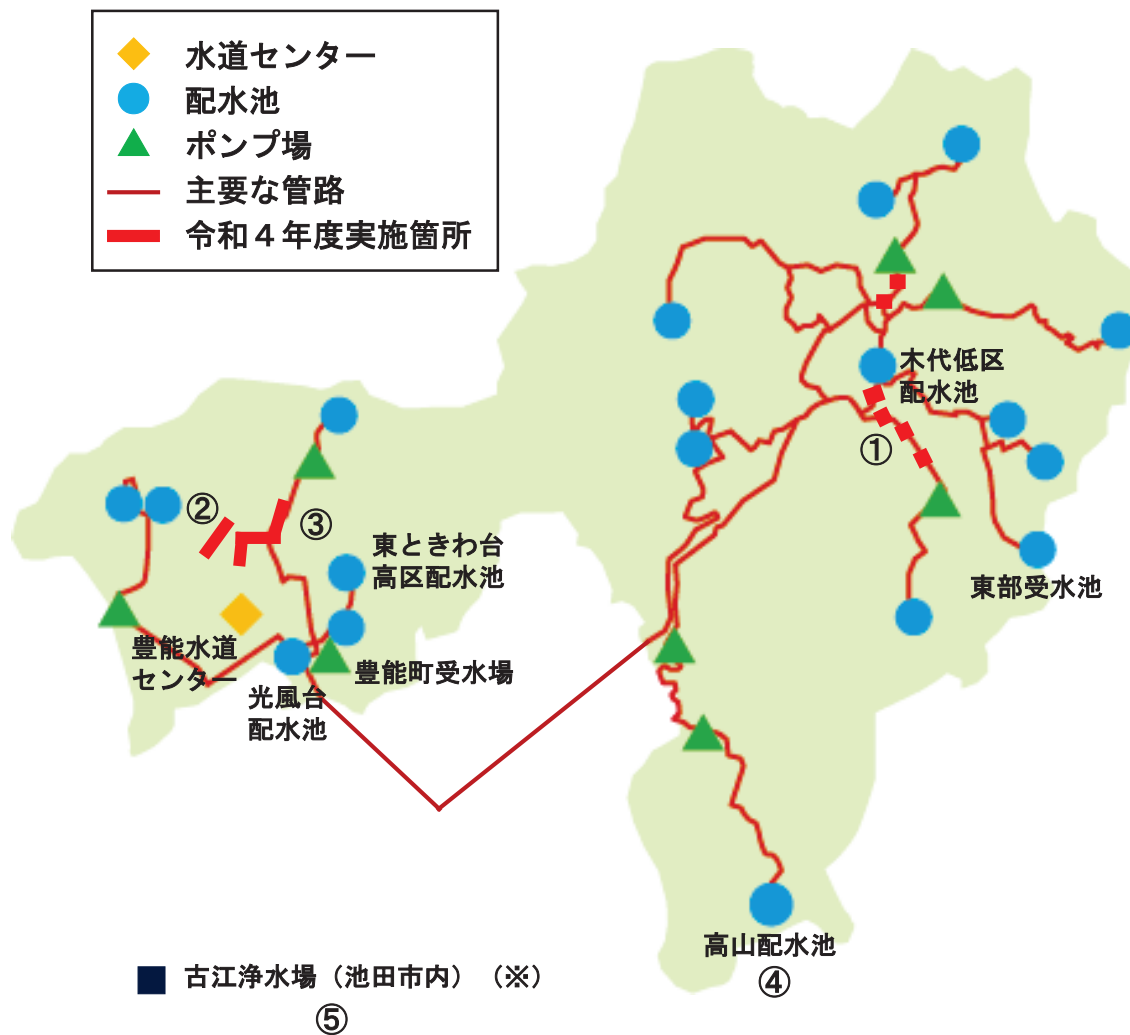 水道センター
配水池
ポンプ場
主要な管路
令和４年度実施箇所
木代低区
配水池
①
②
③
東ときわ台
高区配水池
東部受水池
豊能水道
センター
豊能町受水場
光風台
配水池
高山配水池
④
古江浄水場（池田市内）（※）
⑤